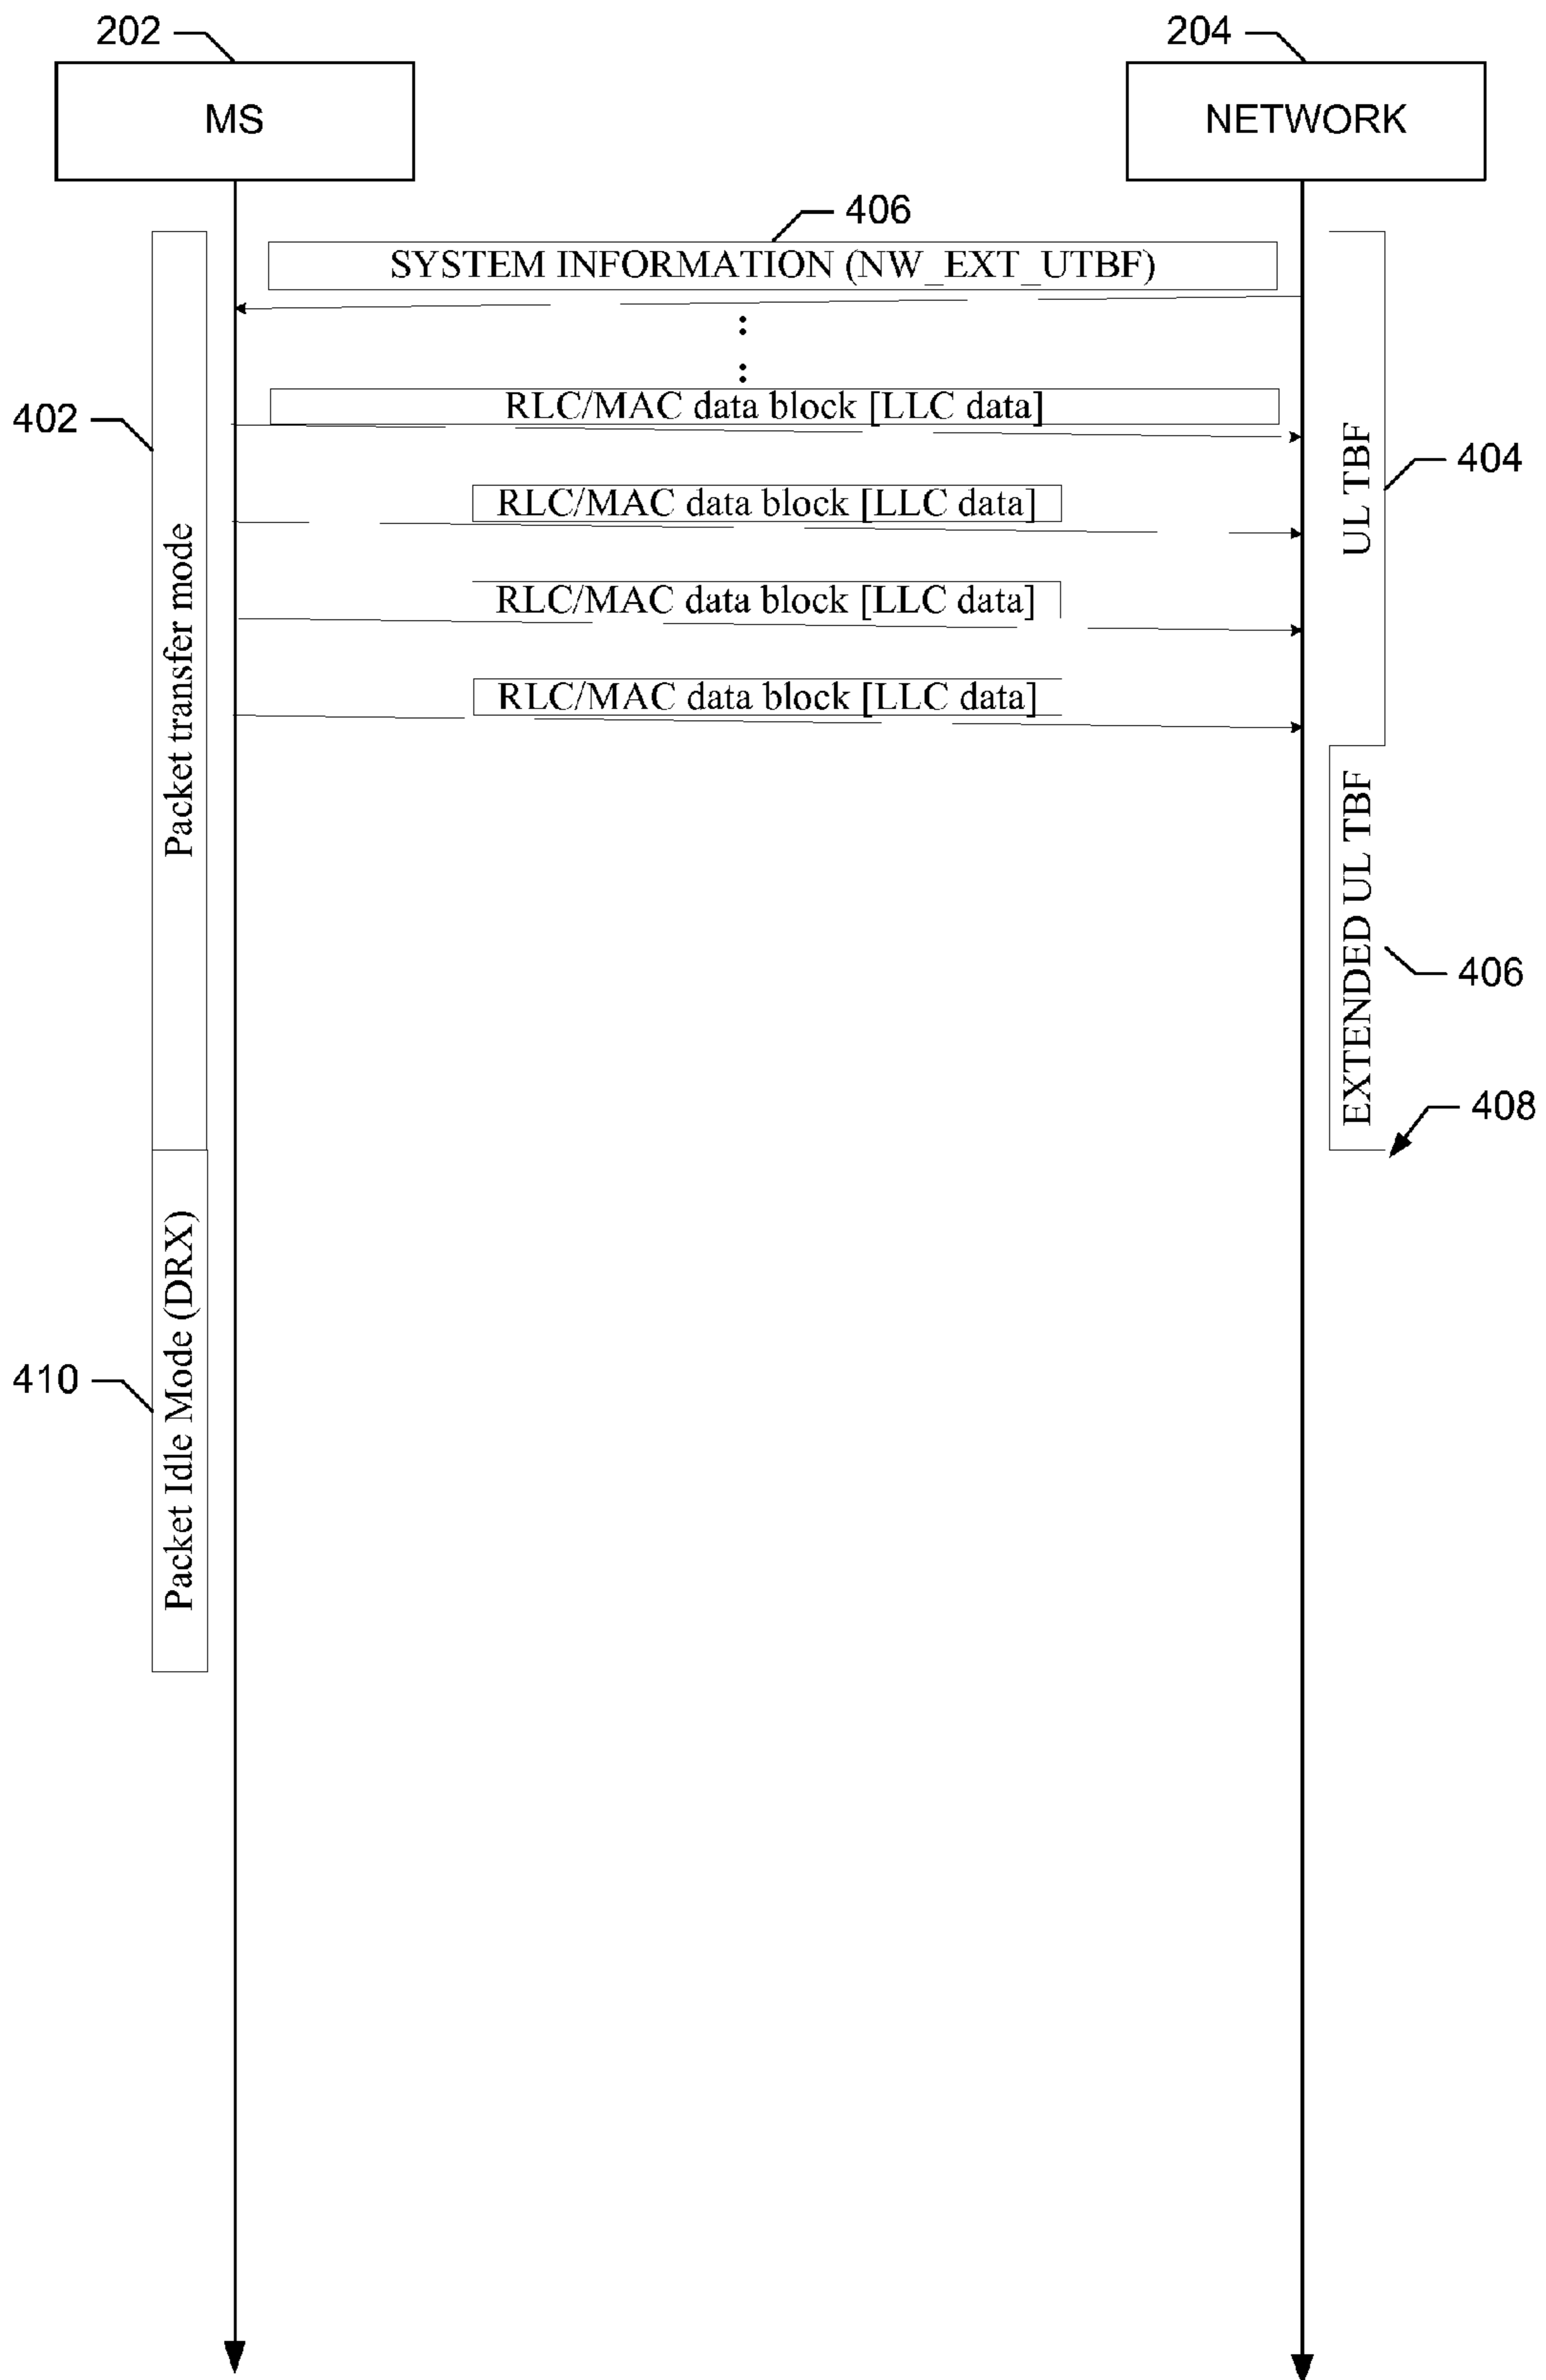 202
204
MS
NETWORK
406
SYSTEM INFORMATION (NW_EXT_UTBF)
RLC/MAC data block [LLC data]
402
404
UL TBF
RLC/MAC data block [LLC data]
Packet transfer mode
RLC/MAC data block [LLC data]
RLC/MAC data block [LLC data]
EXTENDED UL TBF
406
408
Packet Idle Mode (DRX)
410